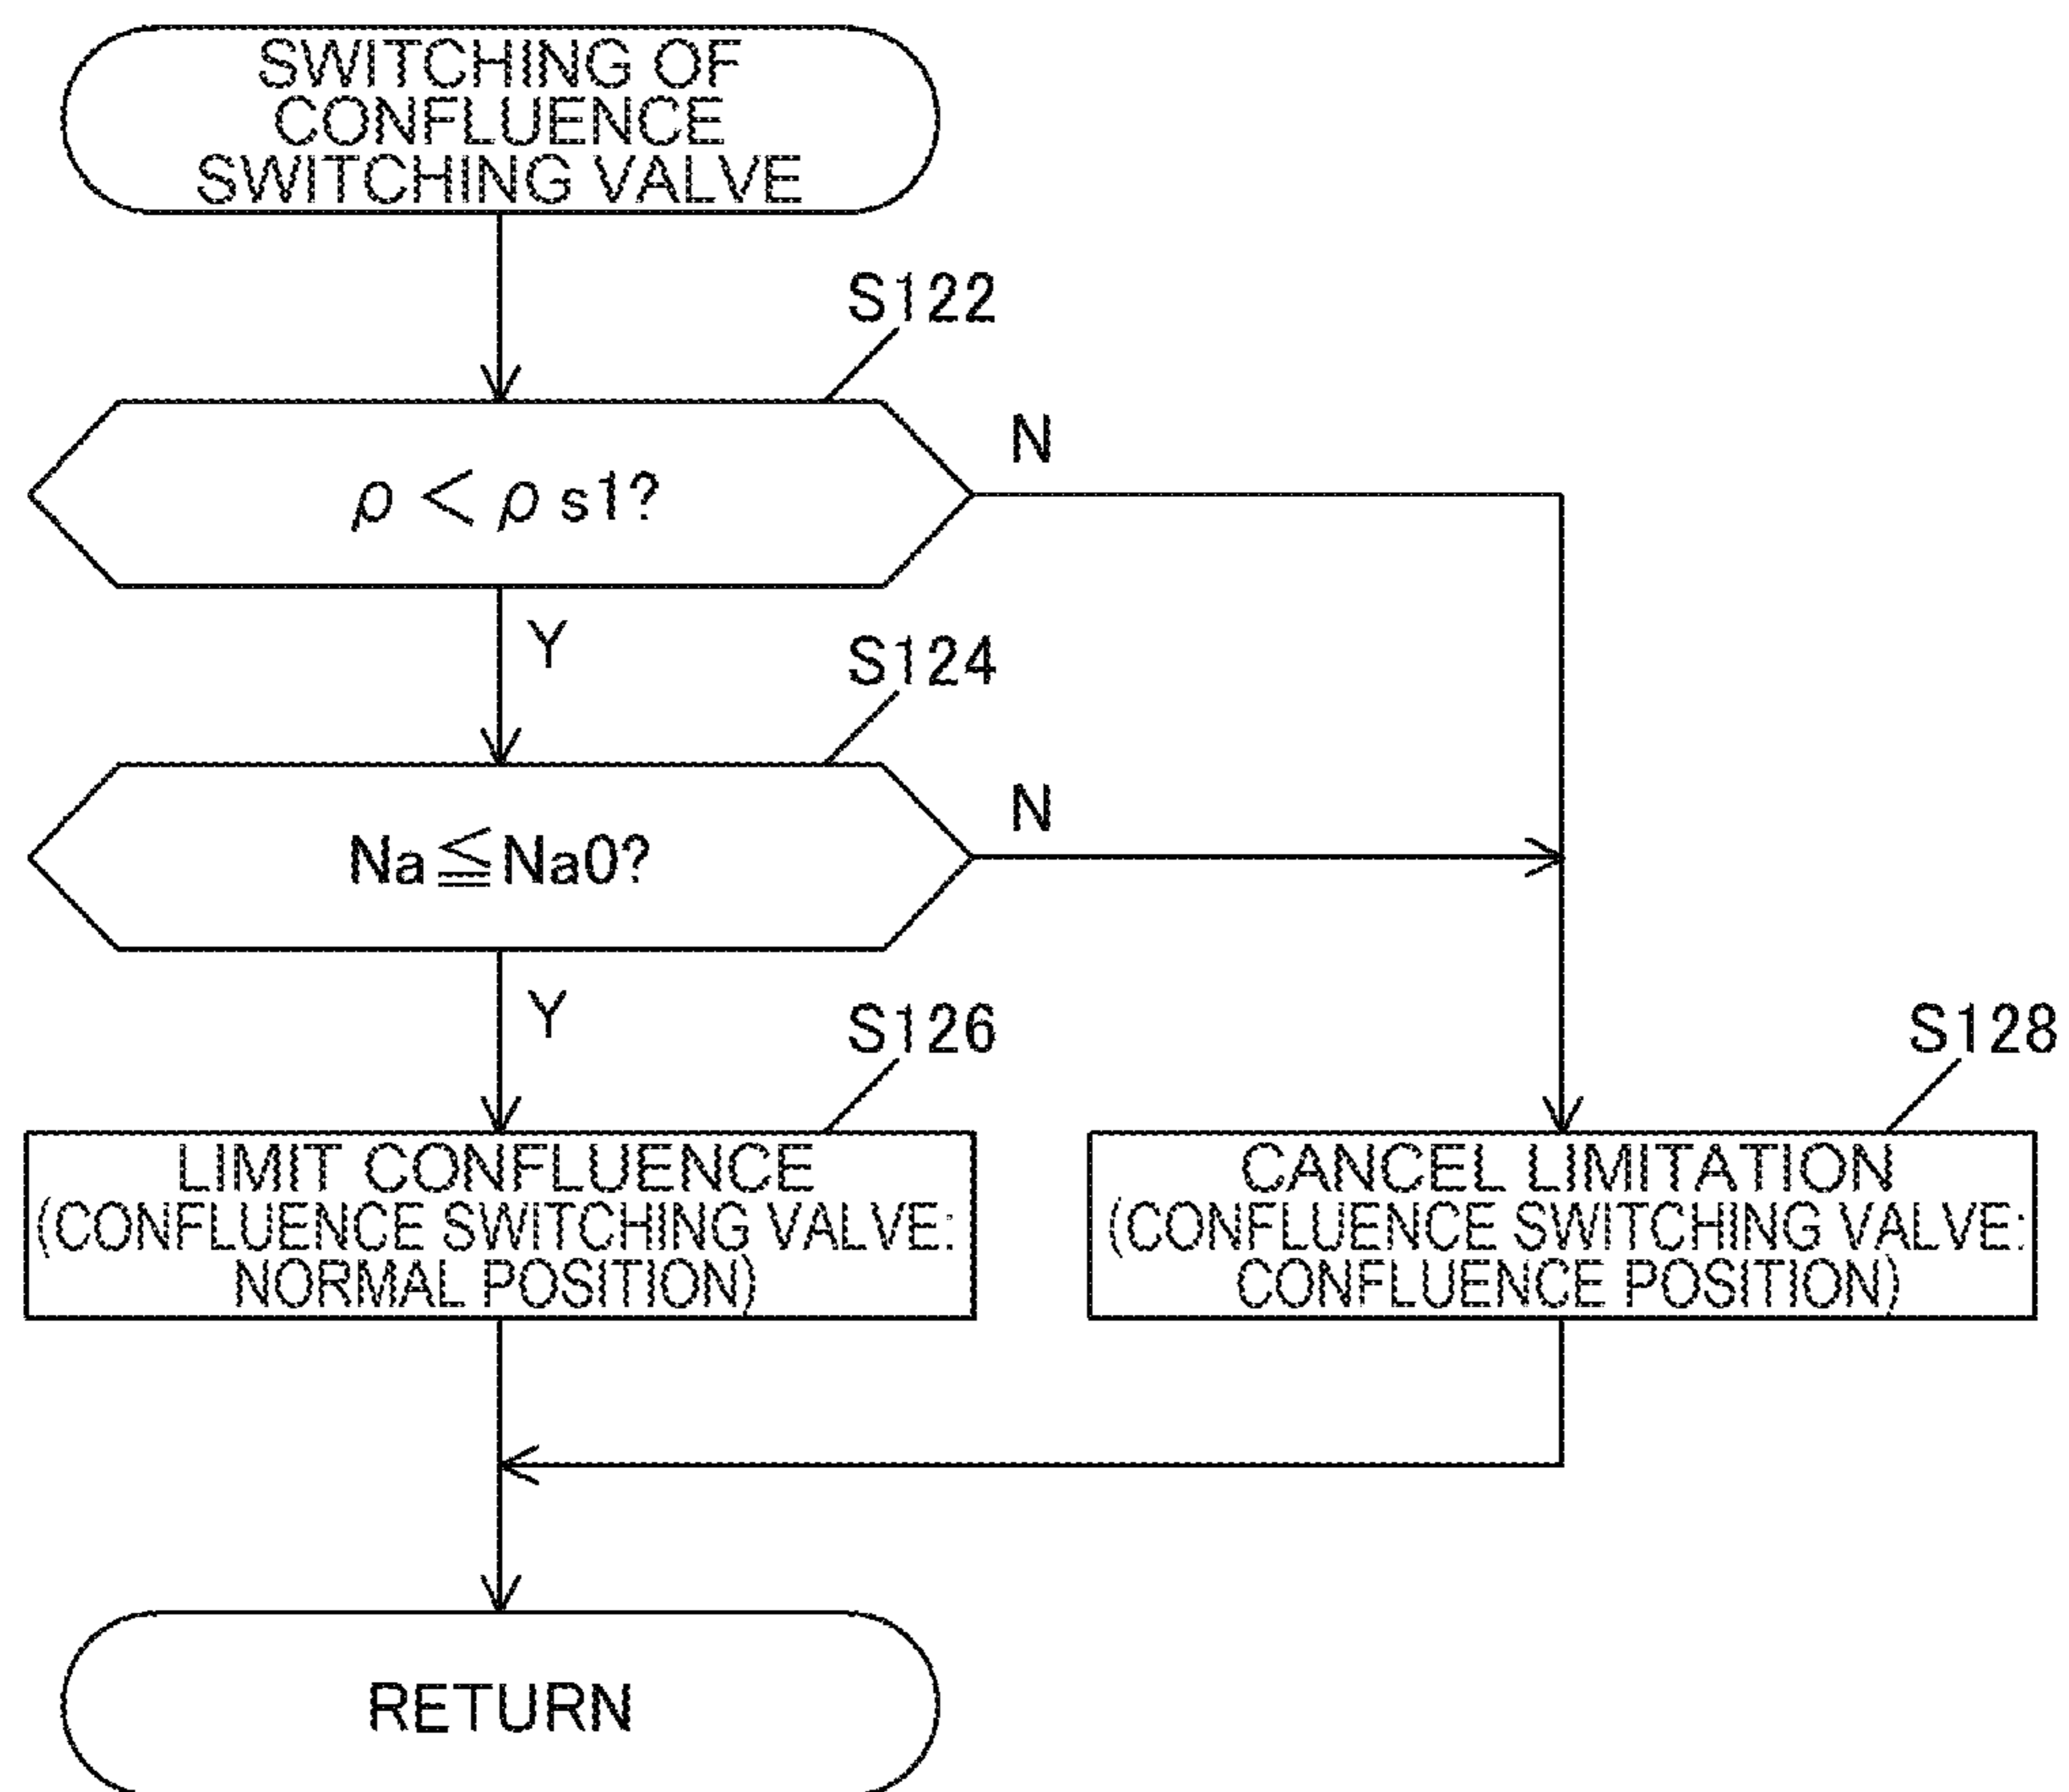 SWITCHING OF
CONFLUENCE
SWITCHING VALVE
S122
ρ < ρ s1?
N
Y
S124
Na≦Na0?
N
Y
S126
LIMIT CONFLUENCE
(CONFLUENCE SWITCHING VALVE:
NORMAL POSITION)
S128
CANCEL LIMITATION
(CONFLUENCE SWITCHING VALVE:
CONFLUENCE POSITION)
RETURN